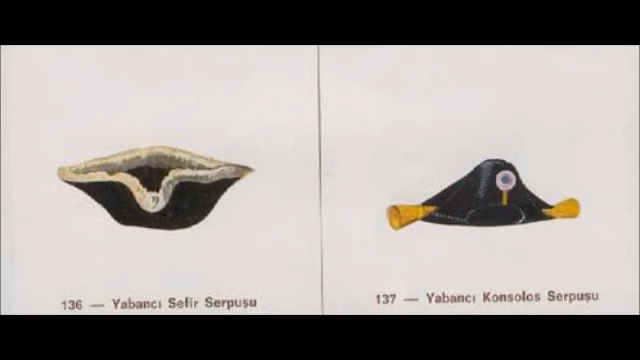 136 — Yabancı Sefir Serpuşu
137 — Yabancı Konsolos Serpuşu